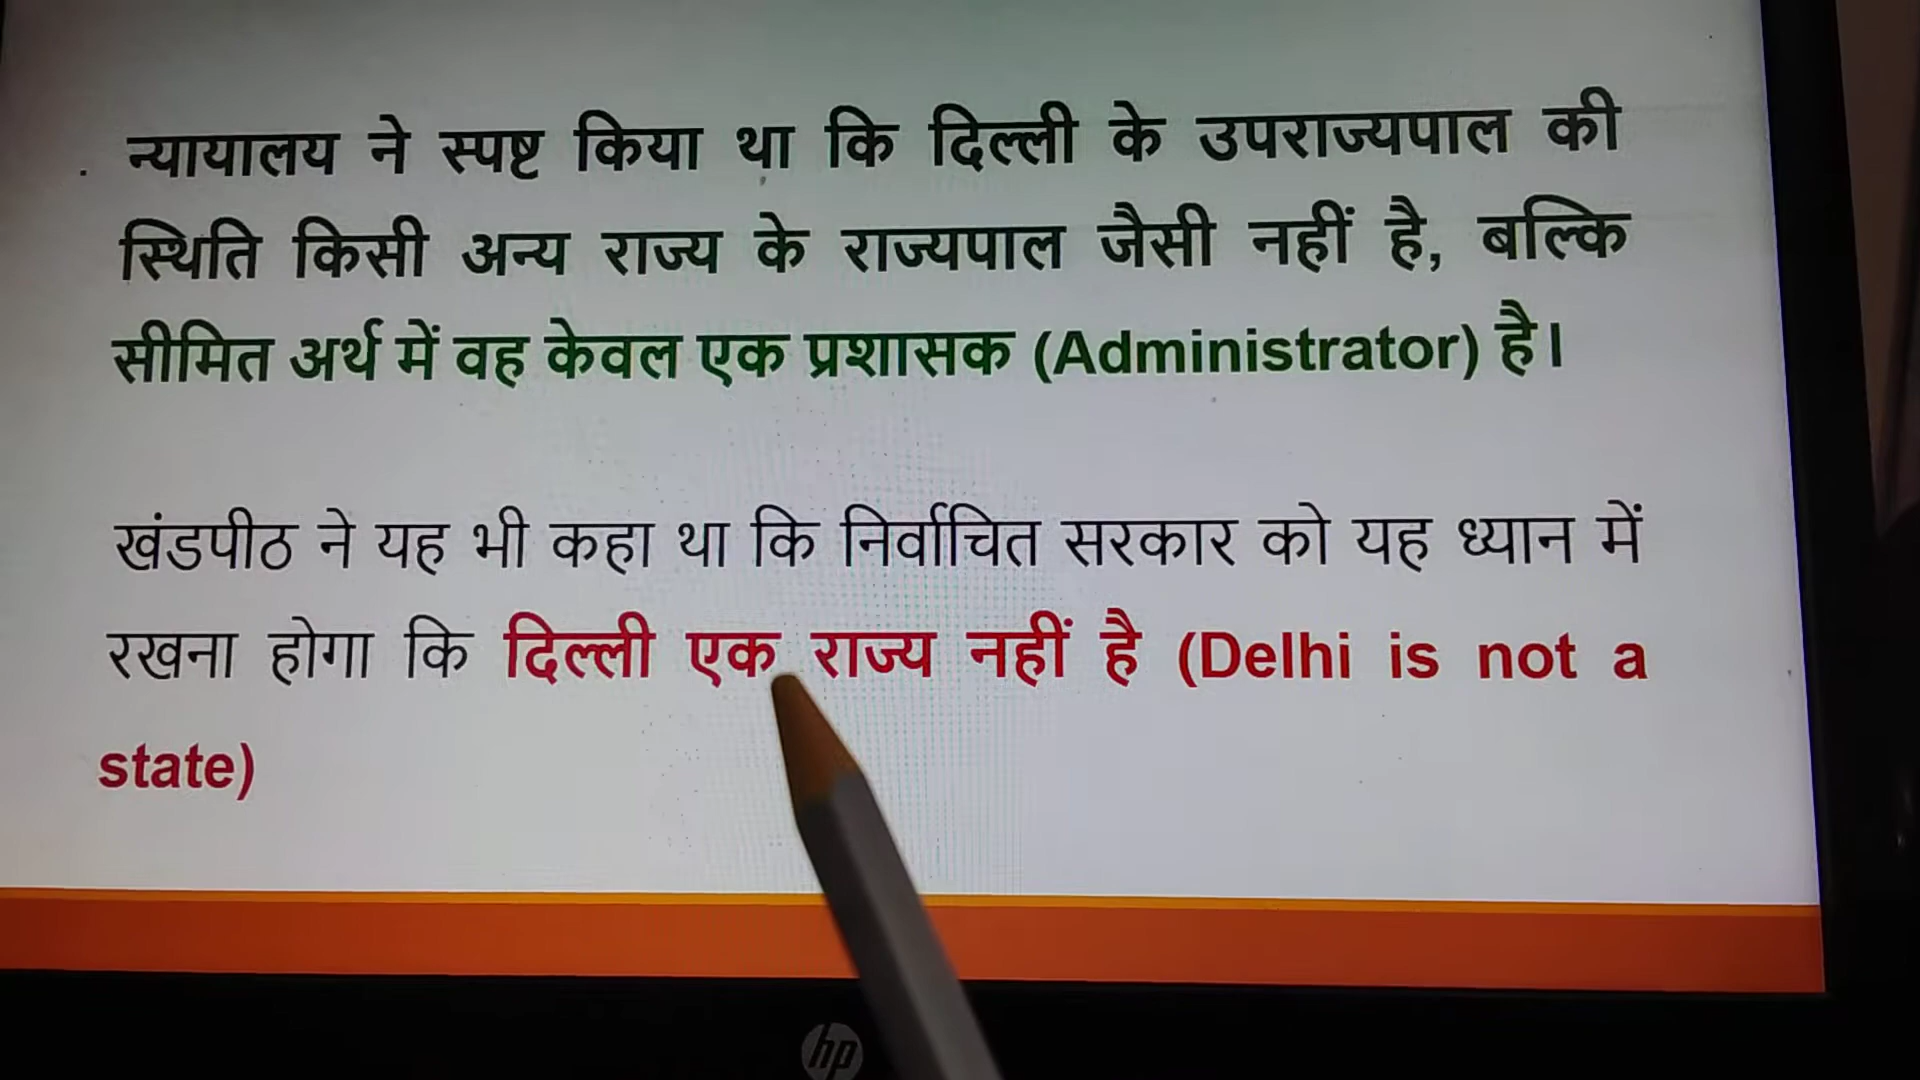 न्यायालय ने स्पष्ट किया था कि दिल्ली के उपराज्यपाल की
स्थिति किसी अन्य राज्य के राज्यपाल जैसी नहीं है, बल्कि
सीमित अर्थ में वह केवल एक प्रशासक (Administrator) है।
खंडपीठ ने यह भी कहा था कि निर्वाचित सरकार को यह ध्यान में
रखना होगा कि दिल्ली एक राज्य नहीं है (Delhi is not a
state)
hp